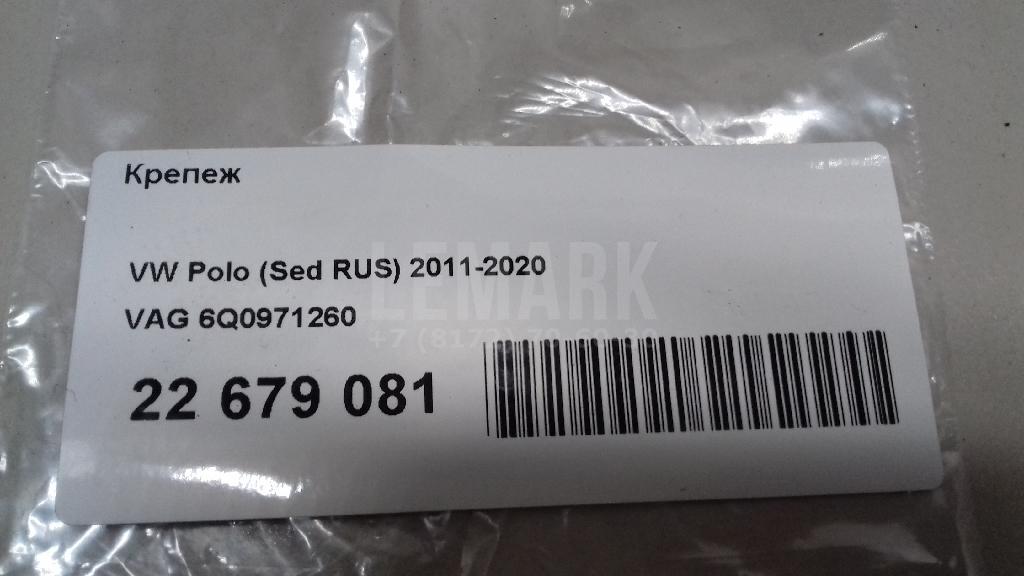 Крепеж
VW Polo (Sed RUS) 2011-2020
LEMARK
VAG 6Q0971260
22 679 081